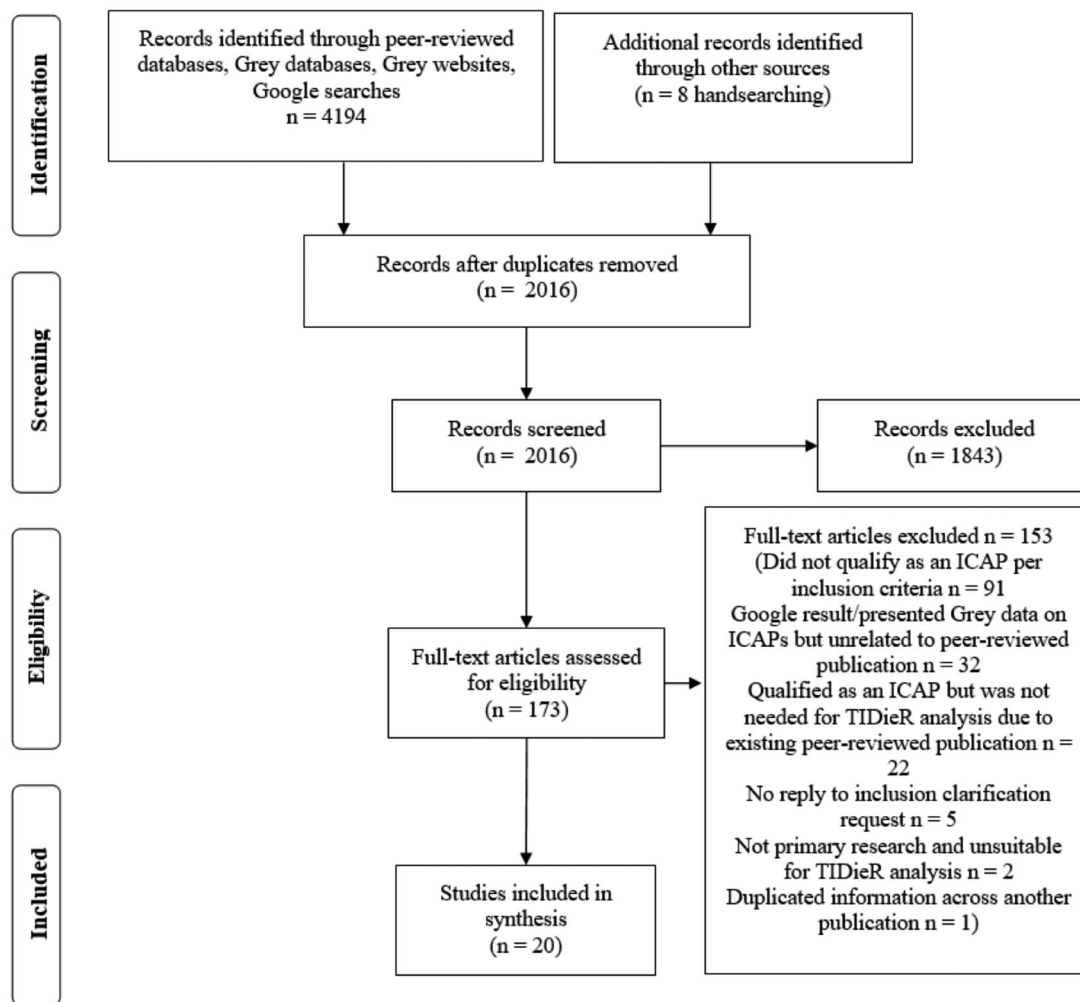 Identification
Records identified through peer-reviewed
databases, Grey databases, Grey websites,
Google searches
n = 4194
Additional records identified
through other sources
(n = 8 handsearching)
Records after duplicates removed
(n = 2016)
Screening
Records screened
(n = 2016)
Records excluded
(n = 1843)
Eligibility
Full-text articles assessed
for eligibility
(n = 173)
Full-text articles excluded n = 153
(Did not qualify as an ICAP per
inclusion criteria n = 91
Google result/presented Grey data on
ICAPs but unrelated to peer-reviewed
publication n = 32
Qualified as an ICAP but was not
needed for TIDieR analysis due to
existing peer-reviewed publication n =
22
No reply to inclusion clarification
request n = 5
Not primary research and unsuitable
for TIDieR analysis n = 2
Duplicated information across another
publication n = 1)
Included
Studies included in
synthesis
(n = 20)